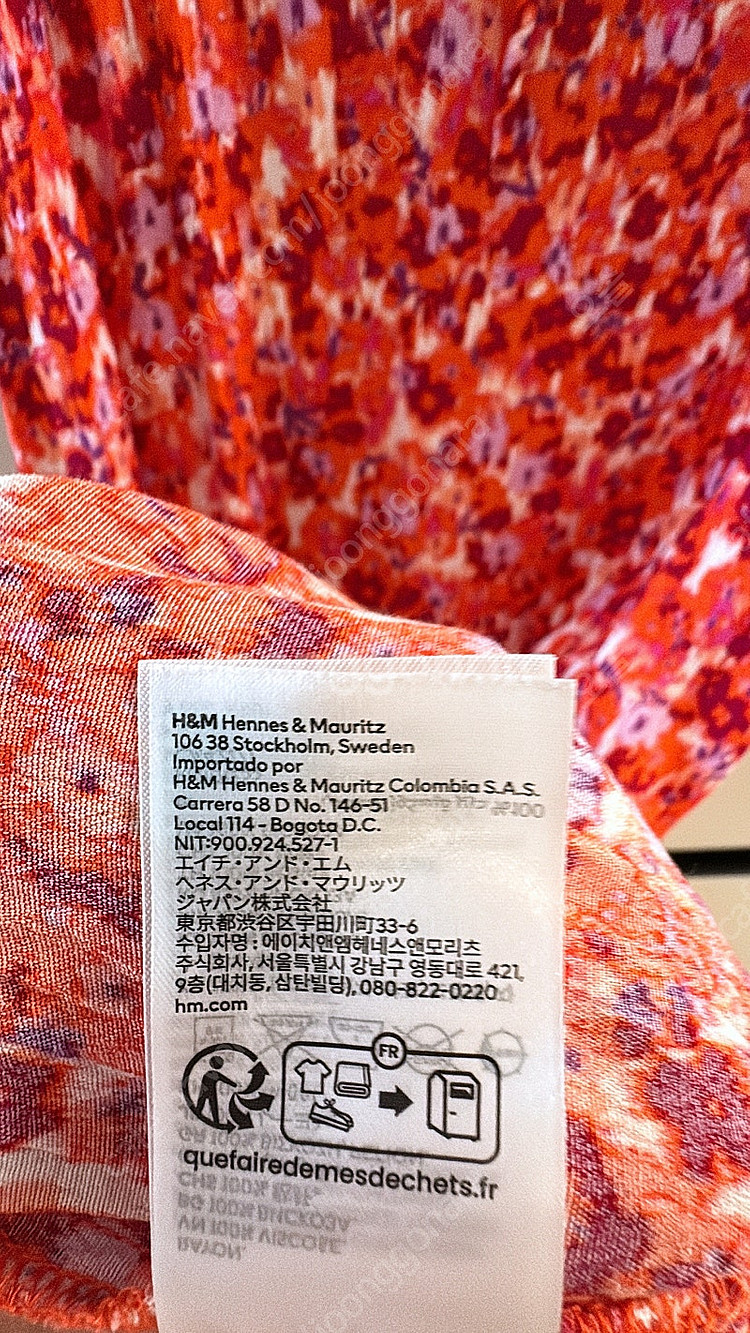 H&M Hennes & Mauritz
106 38 Stockholm, Sweden
Importado por
H&M Hennes & Mauritz Colombia S.A.S.
Carrera 58 D No. 146-51
Local 114 - Bogota D.C.
NIT:900.924.527-1
エイチ・アンド・エム
ヘネス・アンド・マウリッツ
ジャパン株式会社
東京都渋谷区宇田川町33-6
수입자명 : 에이치앤엠헤네스앤모리츠
주식회사, 서울특별시 강남구 영동대로 421,
9층(대치동, 삼탄빌딩), 080-822-0220
hm.com
FR
quefairedemesdechets.fr
joonggonara